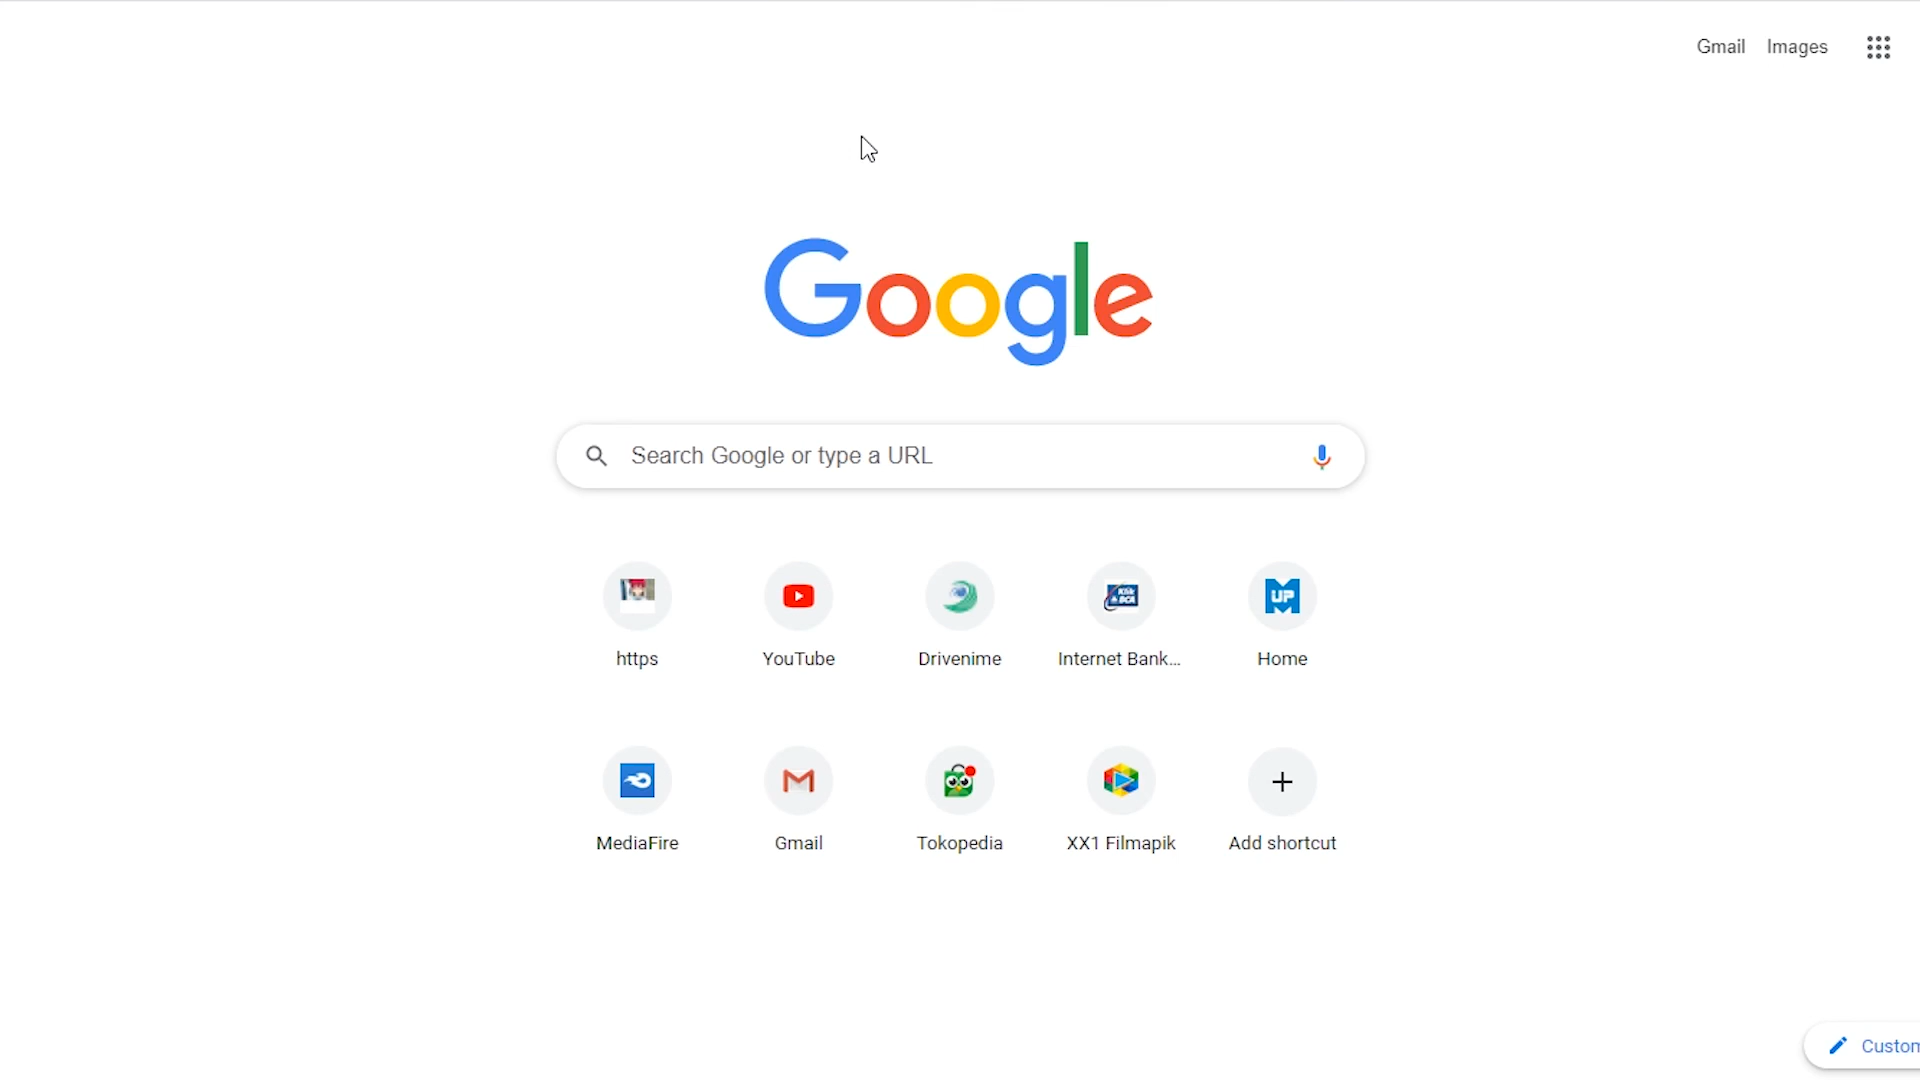 Gmail Images
Google
Search Google or type a URL
https YouTube Drivenime Internet Bank... Home
MediaFire Gmail Tokopedia XX1 Filmapik Add shortcut
Custom